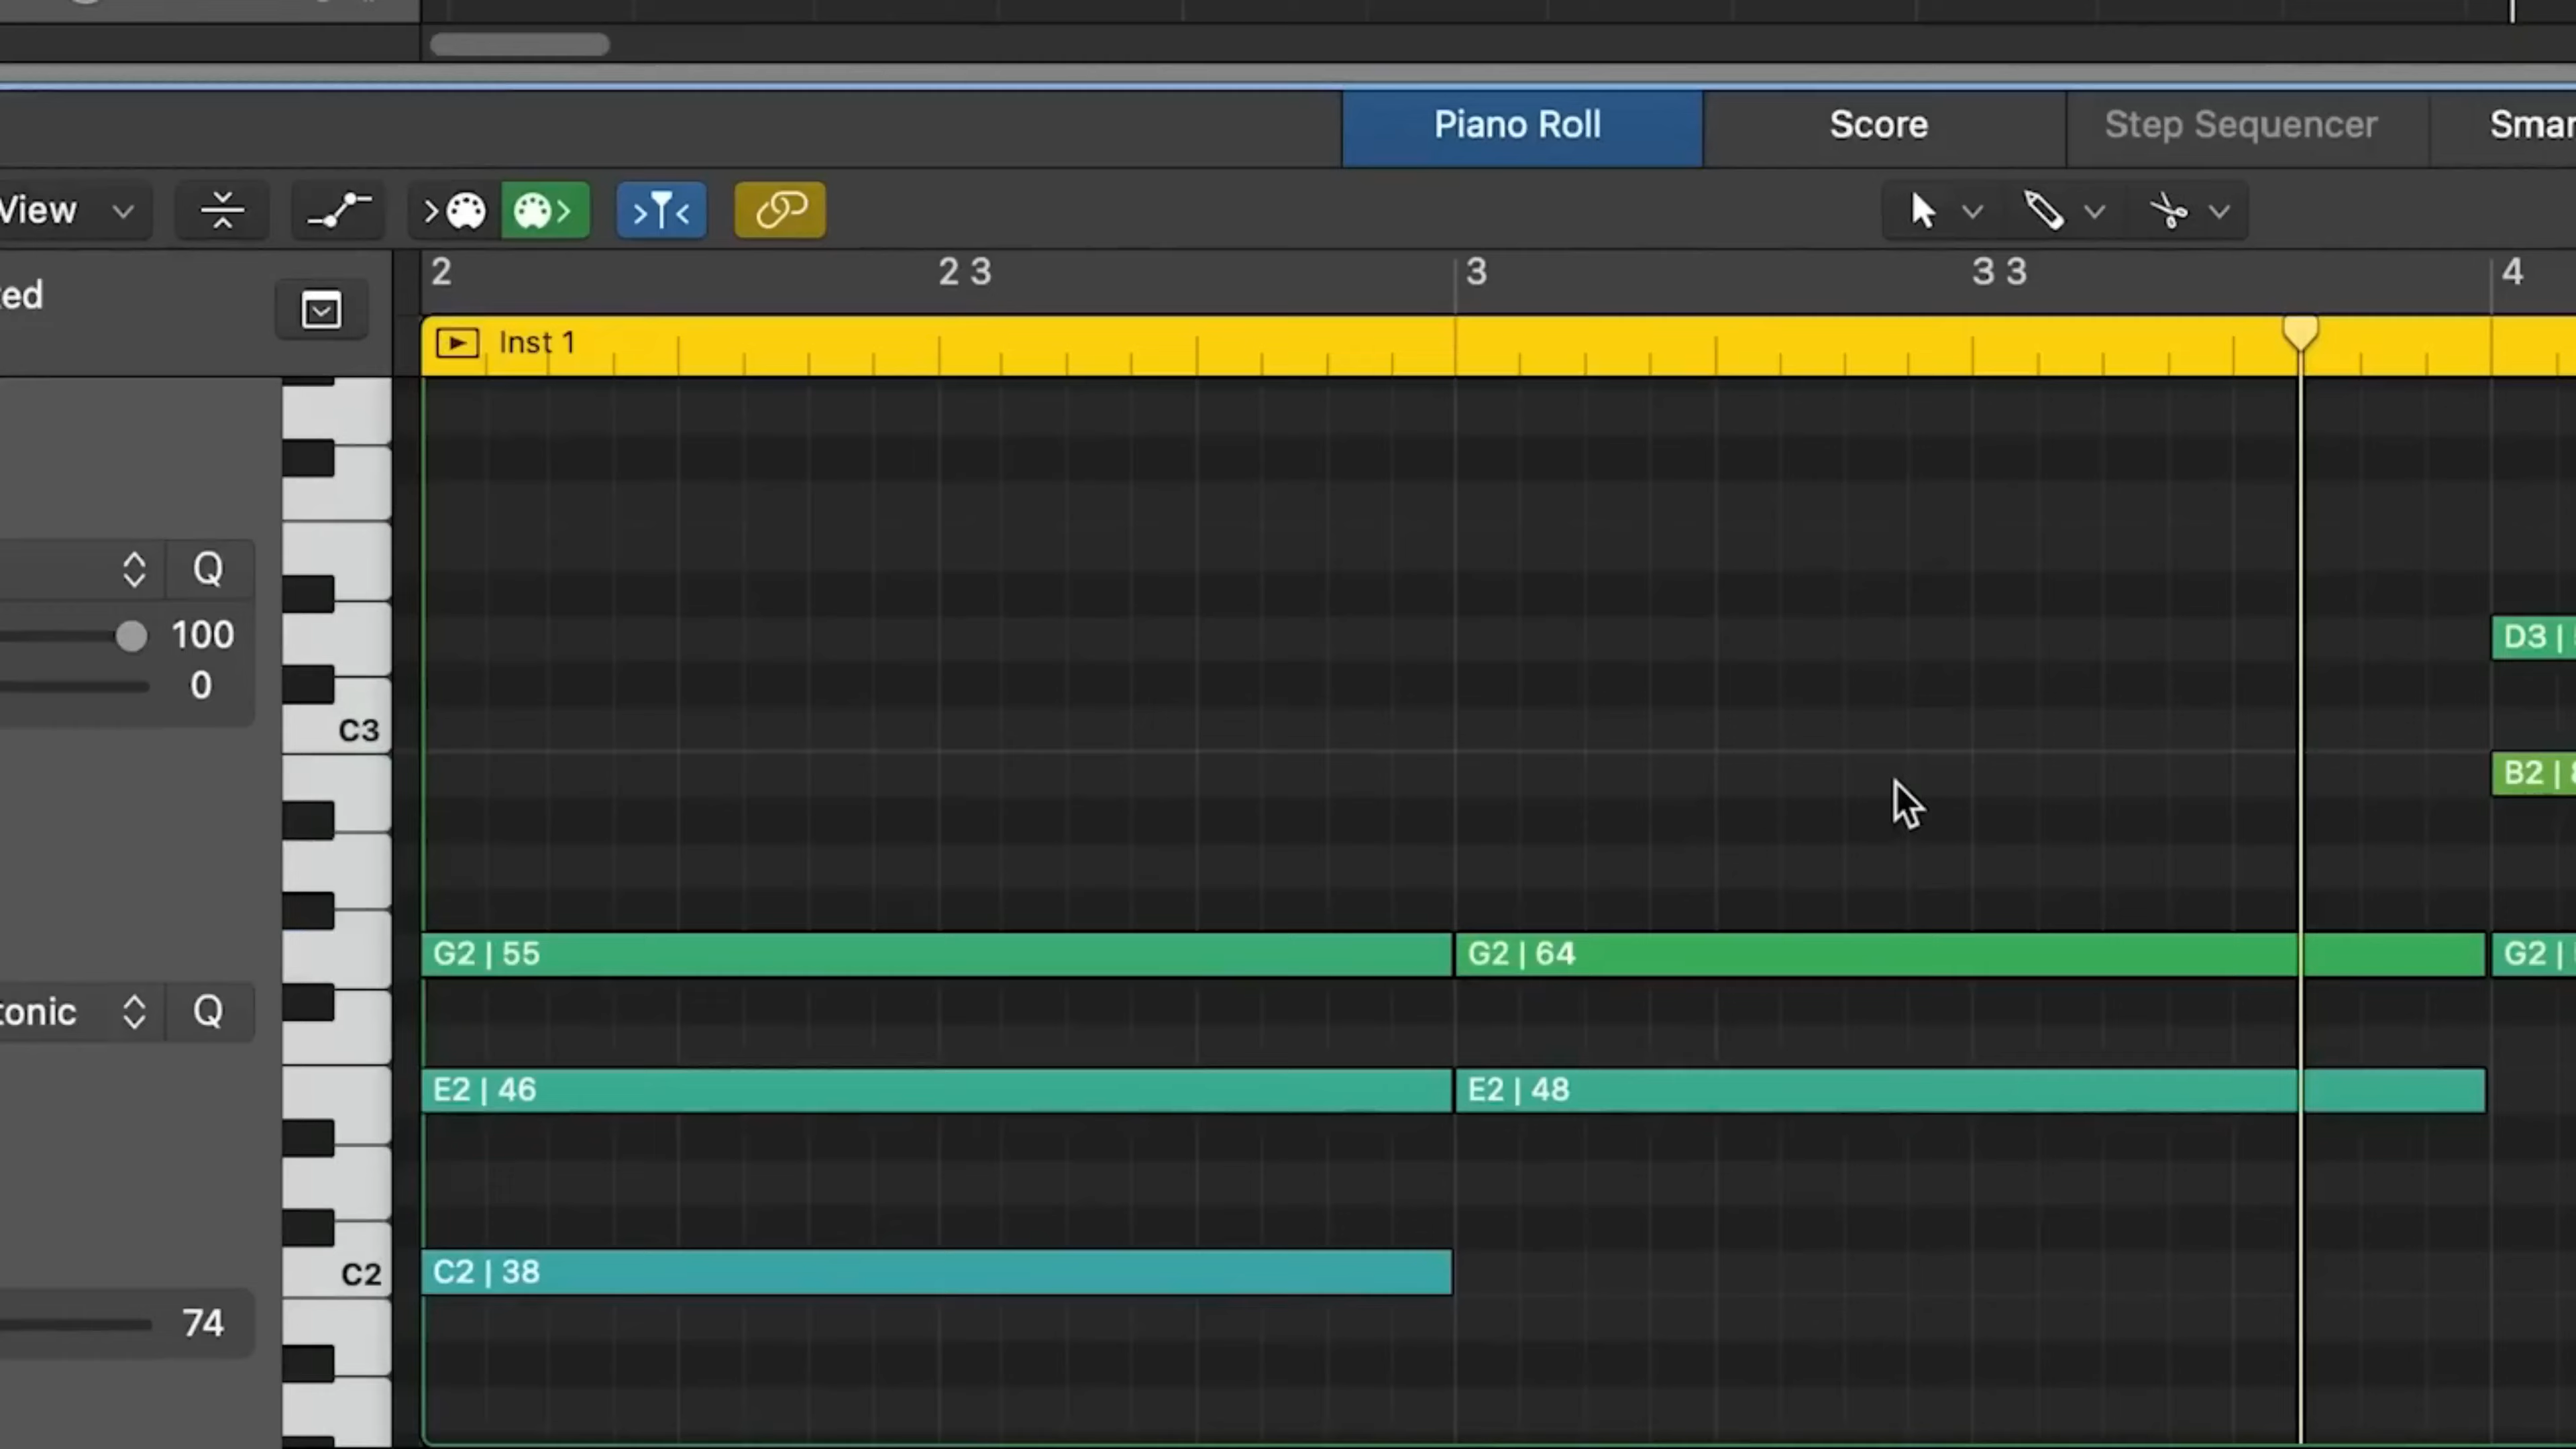 Piano Roll Score Step Sequencer Smar
View
2 2 3 3 3 3 4
ted
Inst 1
Q
100
D3 |
0
C3
B2 |
G2 | 55 G2 | 64 G2 |
tonic Q
E2 | 46 E2 | 48
C2 C2 | 38
74